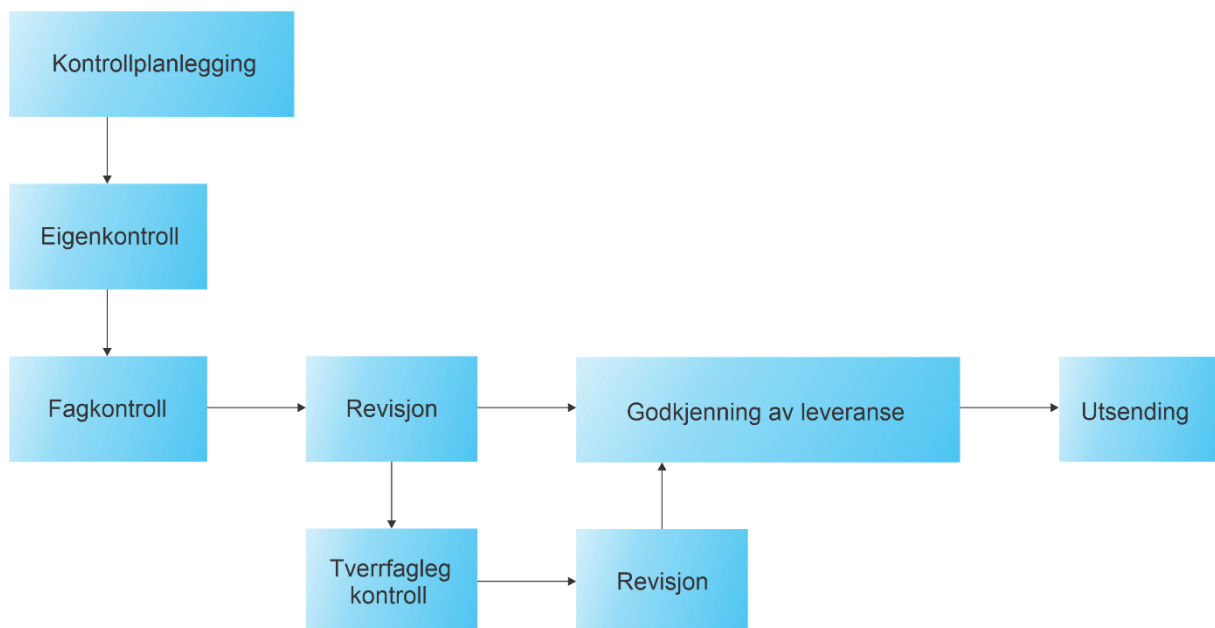 Kontrollplanlegging
Eigenkontroll
Fagkontroll
Revisjon
Godkjenning av leveranse
Utsending
Tverrfagleg
kontroll
Revisjon